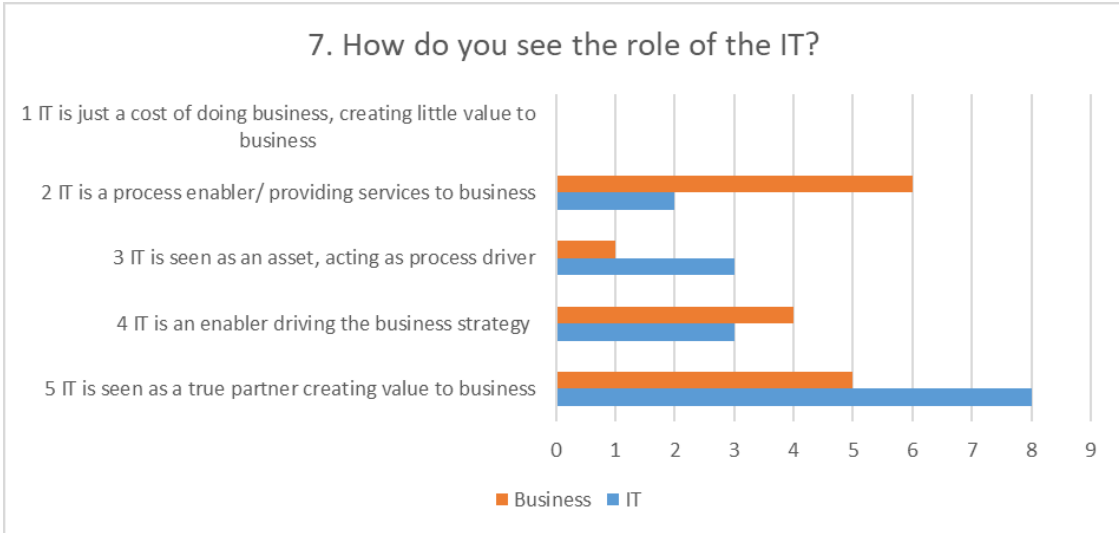 7. How do you see the role of the IT?
1 IT is just a cost of doing business, creating little value to
business
2 IT is a process enabler/ providing services to business
3 IT is seen as an asset, acting as process driver
4 IT is an enabler driving the business strategy
5 IT is seen as a true partner creating value to business
0 1 2 3 4 5 6 7 8 9
Business IT